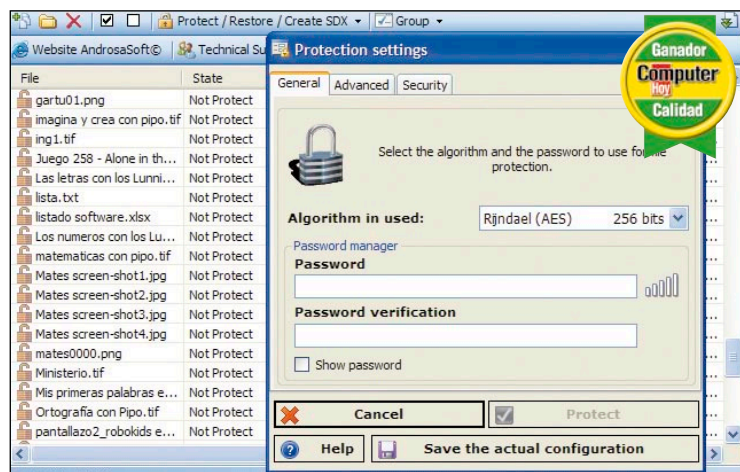 Protect / Restore / Create SDX
Group
Website AndrosaSoft©
Technical Su
File
State
gartu01.png
Not Protect
imagina y crea con pipo.tif
Not Protect
ing1.tif
Not Protect
Juego 258 - Alone in th...
Not Protect
Las letras con los Lunni...
Not Protect
lista.txt
Not Protect
listado software.xlsx
Not Protect
Los numeros con los Lu...
Not Protect
matematicas con pipo.tif
Not Protect
Mates screen-shot1.jpg
Not Protect
Mates screen-shot2.jpg
Not Protect
Mates screen-shot3.jpg
Not Protect
Mates screen-shot4.jpg
Not Protect
mates0000.png
Not Protect
Ministerio.tif
Not Protect
Mis primeras palabras e...
Not Protect
Ortografía con Pipo.tif
Not Protect
pantallazo2_robokids e...
Not Protect
Protection settings
General
Advanced
Security
Select the algorithm and the password to use for
protection.
Algorithm in used:
Rijndael (AES) 256 bits
Password manager
Password
Password verification
Show password
Cancel
Protect
Help
Save the actual configuration
Ganador
Computer
Hoy
Calidad